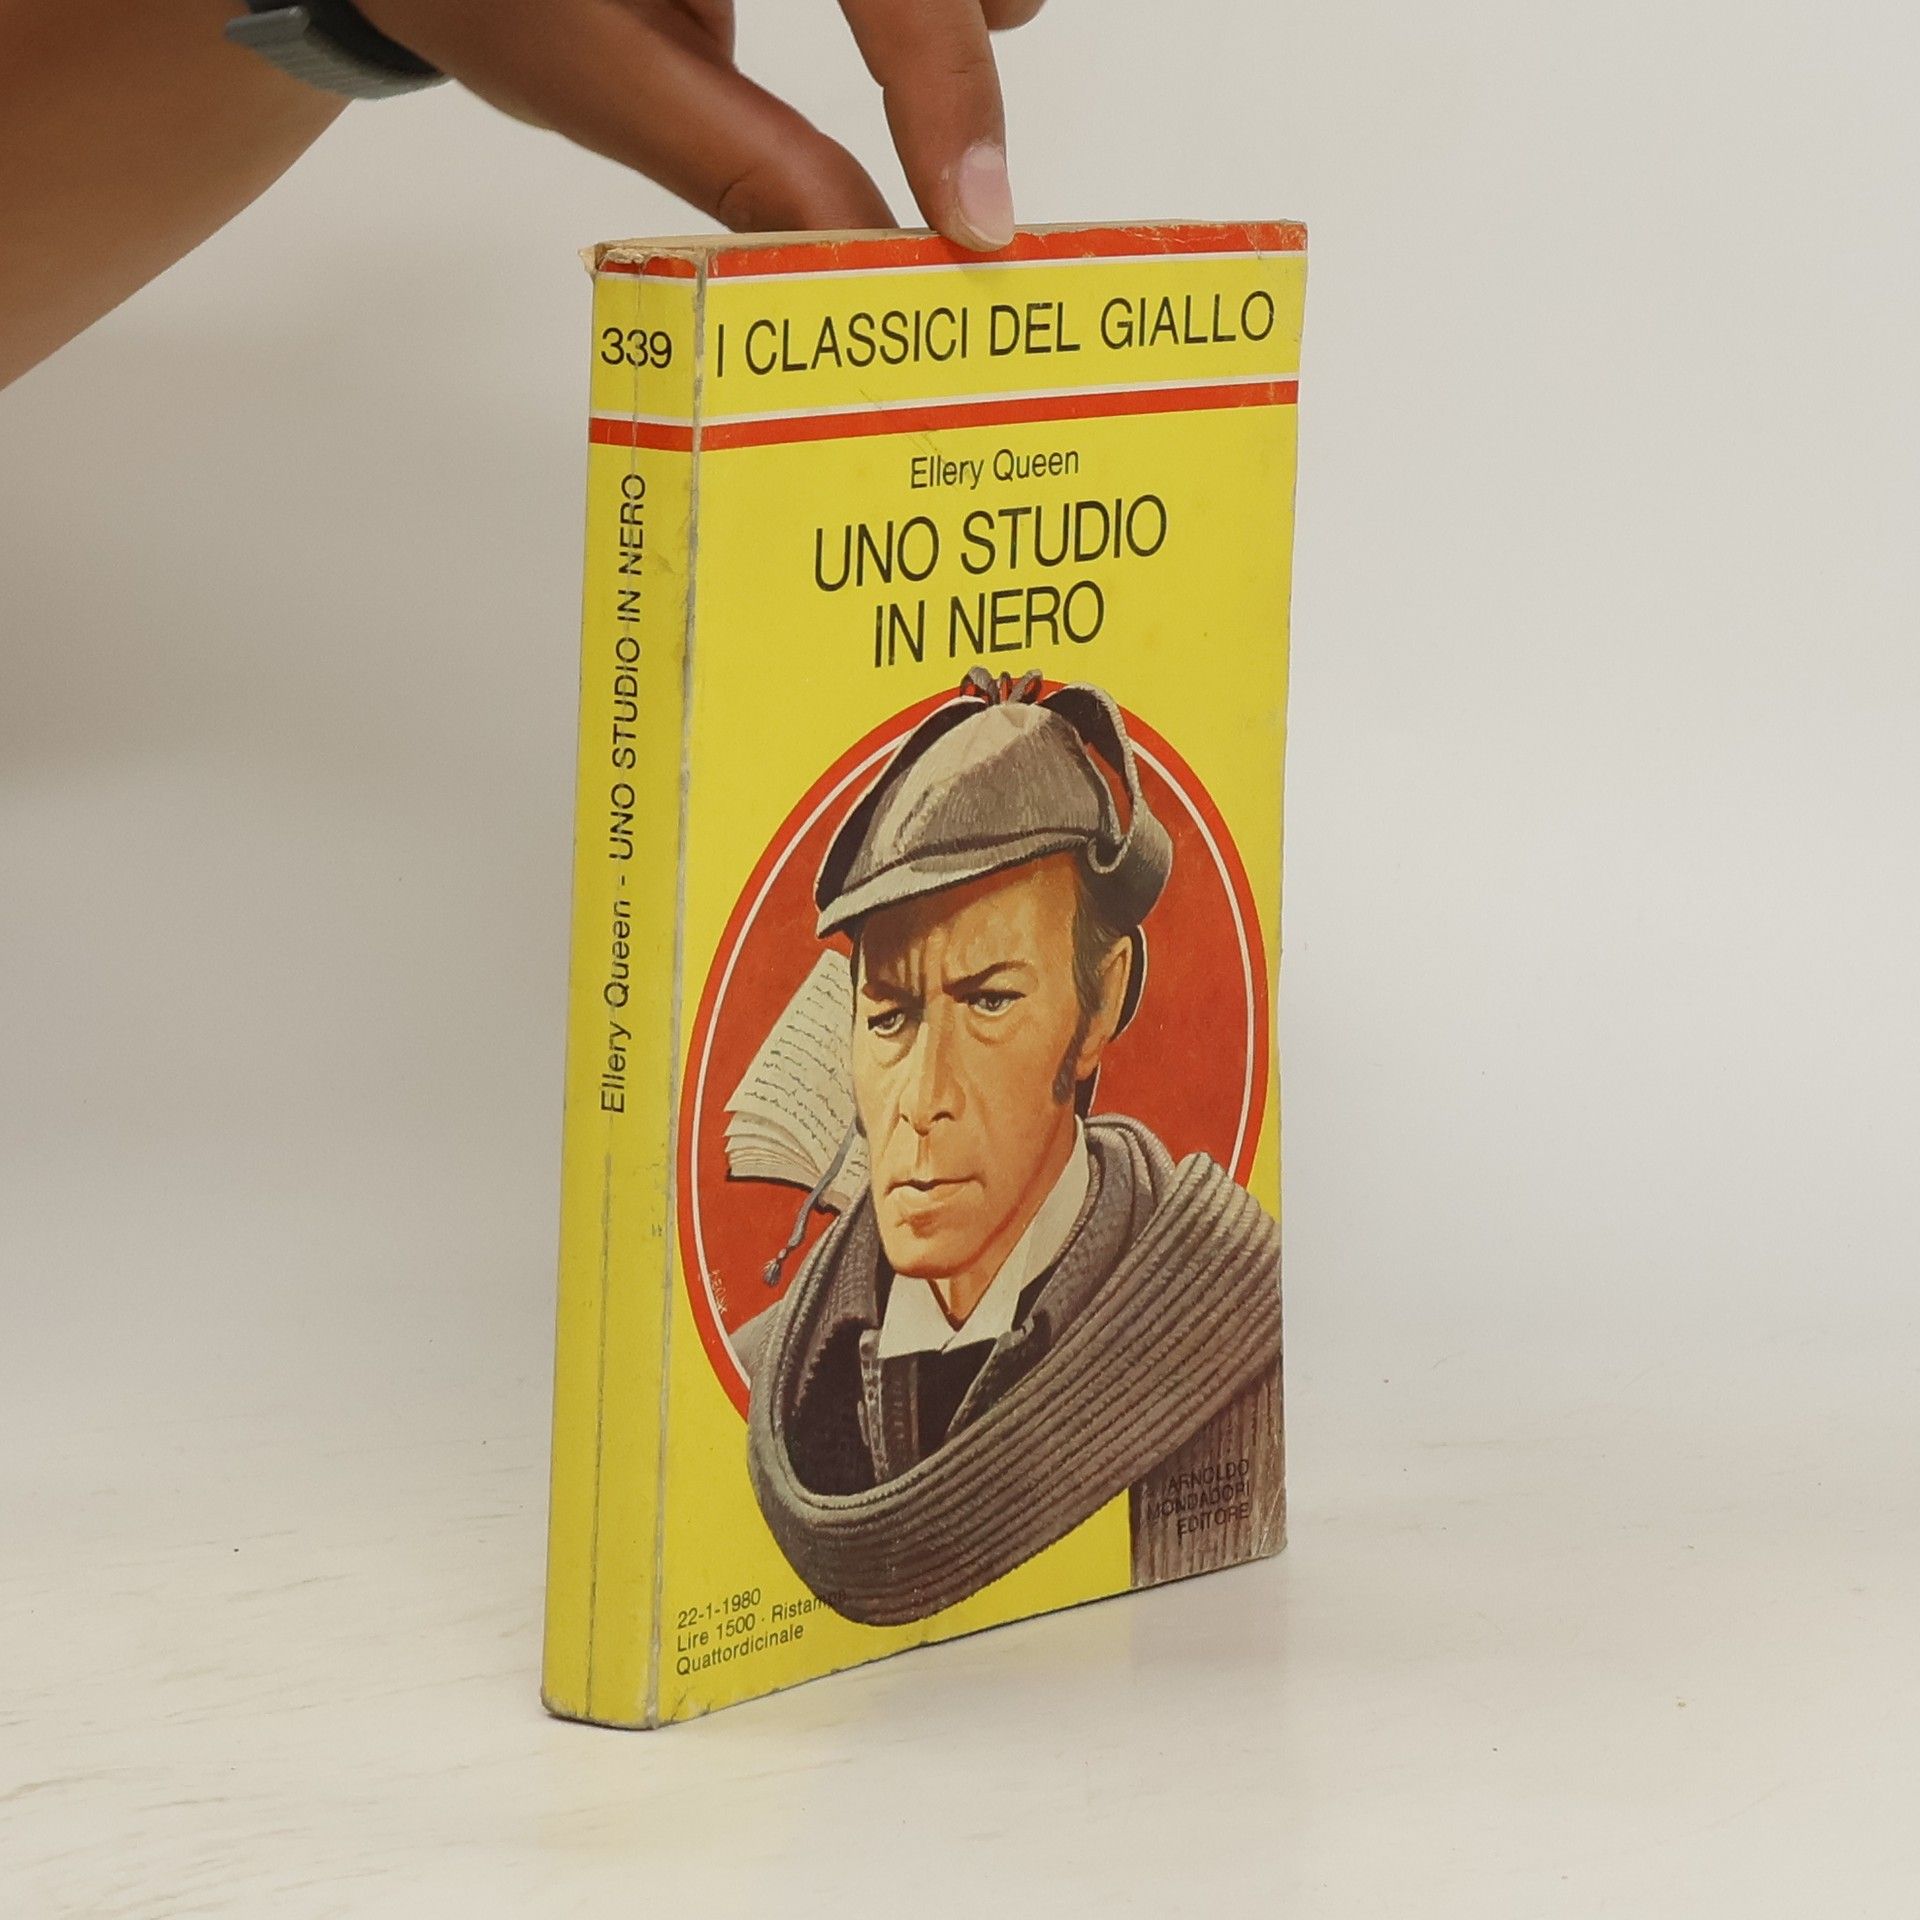 339
Ellery Queen - UNO STUDIO IN NERO
I CLASSICI DEL GIALLO
Ellery Queen
UNO STUDIO
IN NERO
ARNOLDO
MONDADORI
EDITORE
22-1-1980
Lire 1500 · Ristampa
Quattordicinale